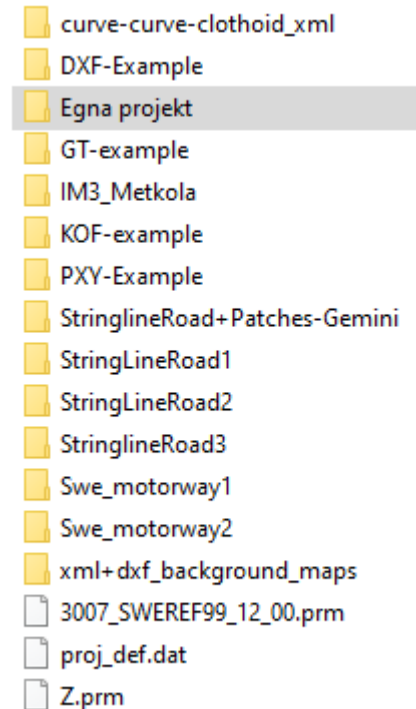 curve-curve-clothoid_xml
DXF-Example
Egna projekt
GT-example
IM3_Metkola
KOF-example
PXY-Example
StringlineRoad+Patches-Gemini
StringLineRoad1
StringLineRoad2
StringlineRoad3
Swe_motorway1
Swe_motorway2
xml+dxf_background_maps
3007_SWEREF99_12_00.prm
proj_def.dat
Z.prm